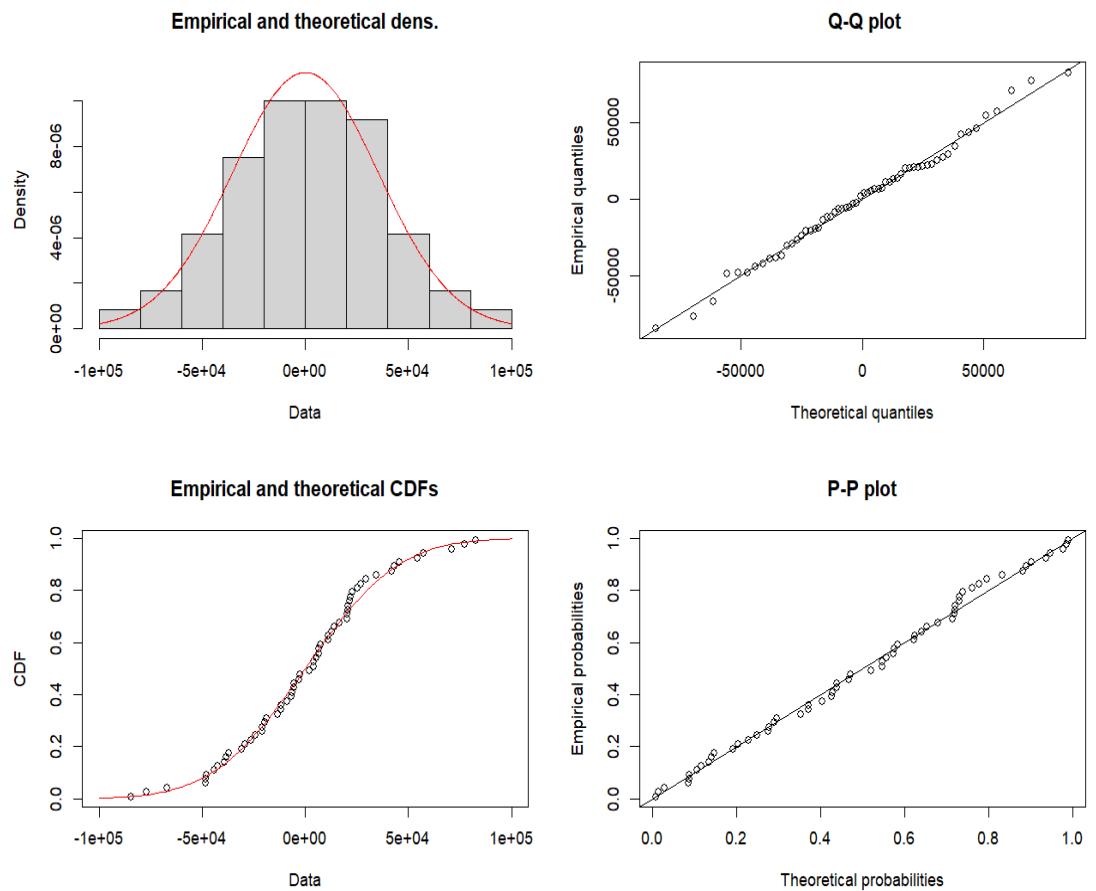 Empirical and theoretical dens.
Density
0e+00 4e-06 8e-06
-1e+05 -5e+04 0e+00 5e+04 1e+05
Data
Q-Q plot
Empirical quantiles
-50000 0 50000
-50000 0 50000
Theoretical quantiles
Empirical and theoretical CDFs
CDF
0.0 0.2 0.4 0.6 0.8 1.0
-1e+05 -5e+04 0e+00 5e+04 1e+05
Data
P-P plot
Empirical probabilities
0.0 0.2 0.4 0.6 0.8 1.0
0.0 0.2 0.4 0.6 0.8 1.0
Theoretical probabilities